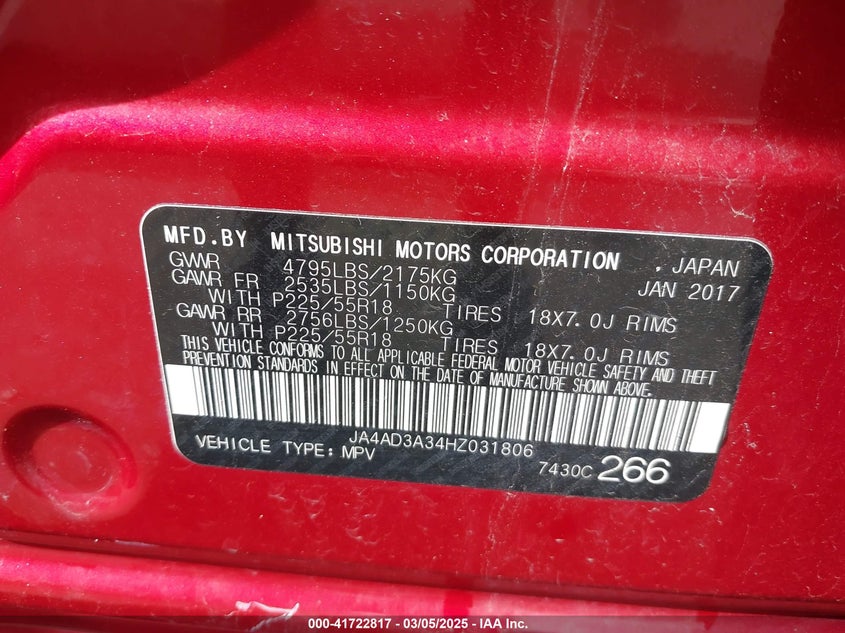 MFD.BY MITSUBISHI MOTORS CORPORATION , JAPAN
GWVR 4795LBS/2175KG JAN 2017
GAWR FR 2535LBS/1150KG
WITH P225/55R18 TIRES 18X7.0J RIMS
GAWR RR 2756LBS/1250KG
WITH P225/55R18 TIRES 18X7.0J RIMS
THIS VEHICLE CONFORMS TO ALL APPLICABLE FEDERAL MOTOR VEHICLE SAFETY AND THEFT
PREVENTION STANDARDS IN EFFECT ON THE DATE OF MANUFACTURE SHOWN ABOVE.
JA4AD3A34HZ031806
VEHICLE TYPE: MPV 7430C 266
000-41722817 - 03/05/2025 - IAA Inc.